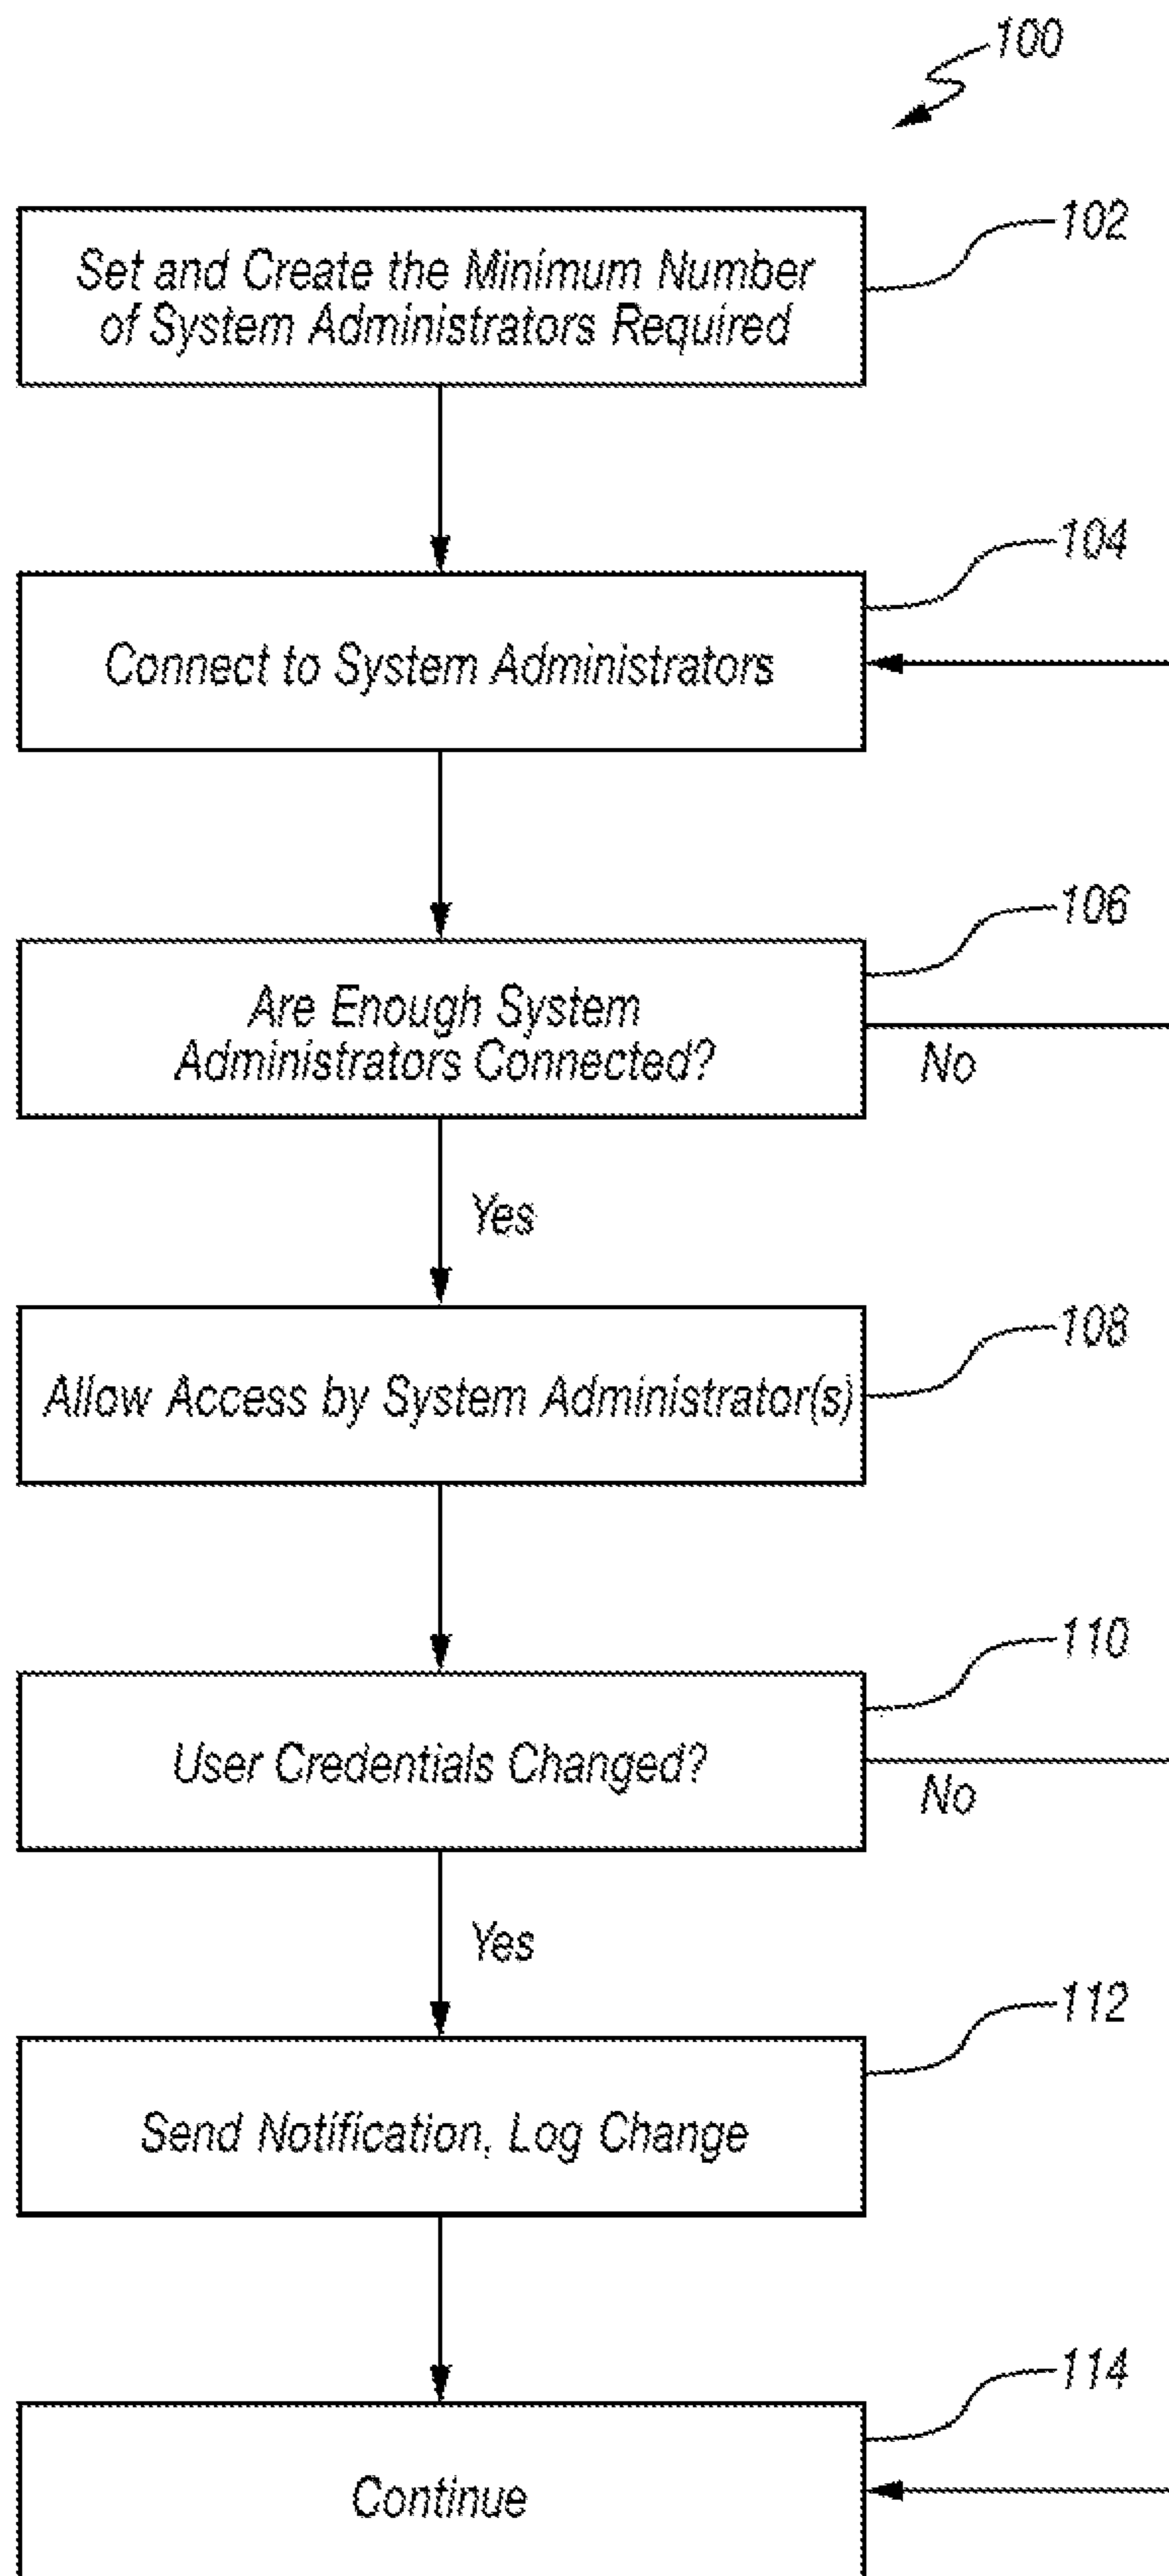 100
102
Set and Create the Minimum Number
of System Administrators Required
104
Connect to System Administrators
106
Are Enough System
Administrators Connected?
No
Yes
108
Allow Access by System Administrator(s)
110
User Credentials Changed?
No
Yes
112
Send Notification, Log Change
114
Continue